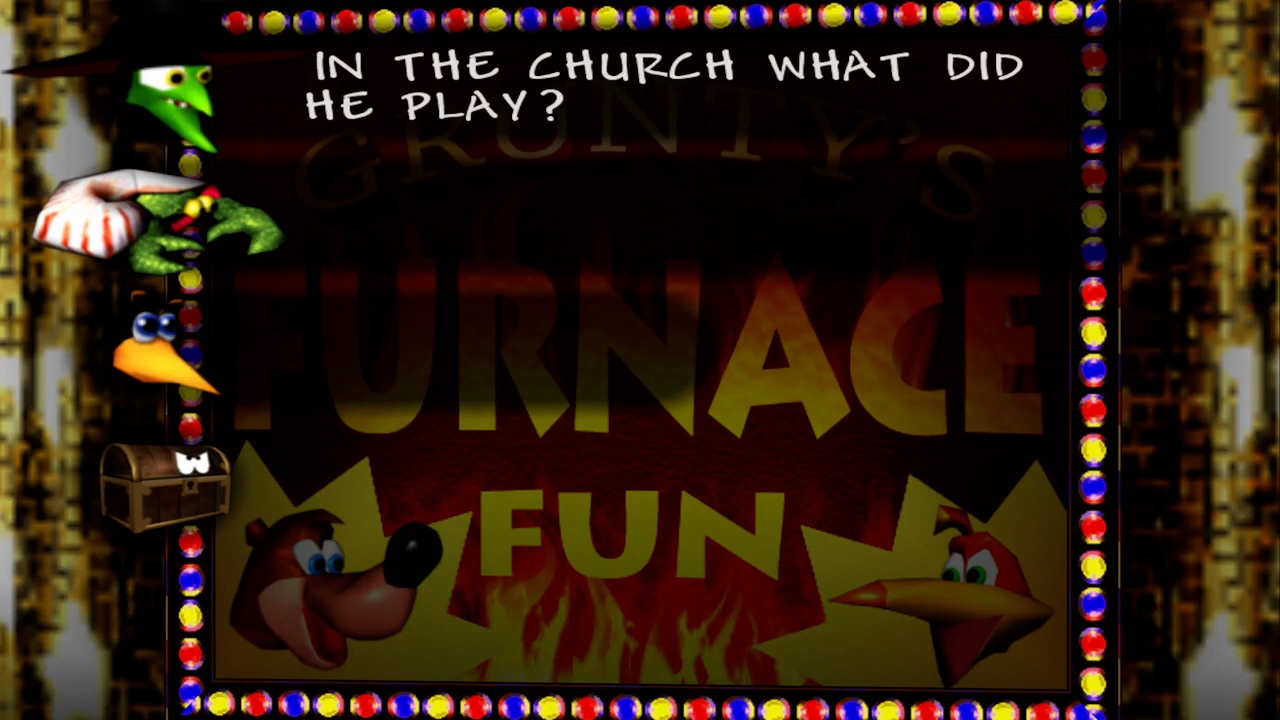 IN THE CHURCH WHAT DID
HE PLAY?
GRUNTY'S
FURNACE
FUN